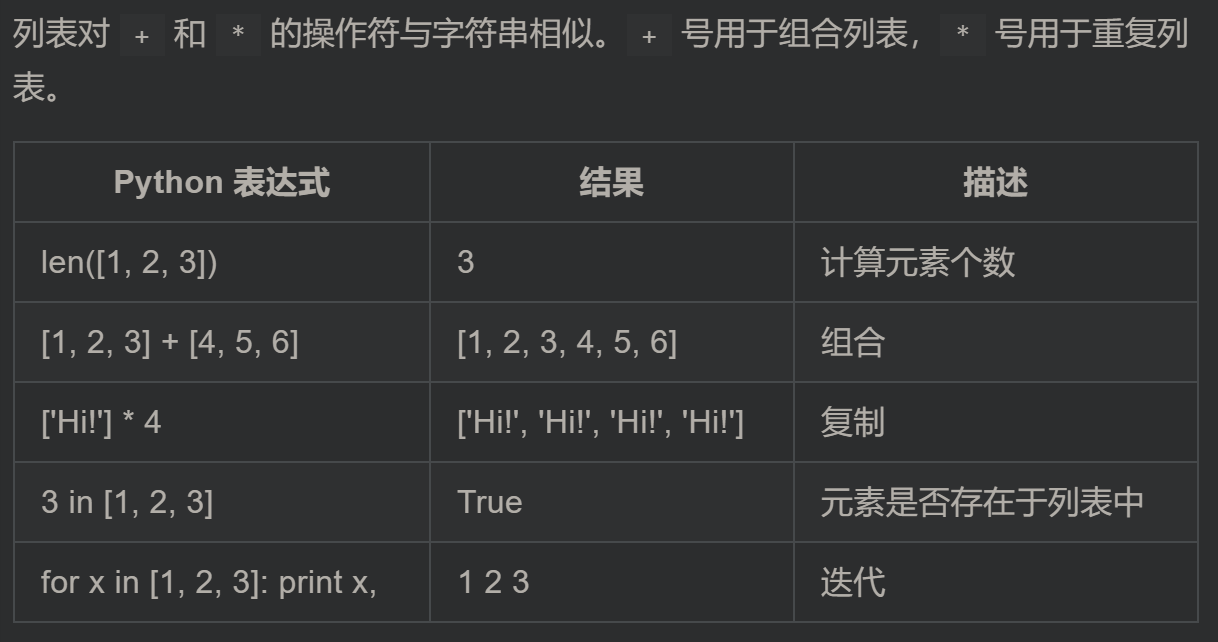 列表对 + 和 * 的操作符与字符串相似。 + 号用于组合列表， * 号用于重复列
表。
Python 表达式 结果 描述
len([1, 2, 3]) 3 计算元素个数
[1, 2, 3] + [4, 5, 6] [1, 2, 3, 4, 5, 6] 组合
['Hi!'] * 4 ['Hi!', 'Hi!', 'Hi!', 'Hi!'] 复制
3 in [1, 2, 3] True 元素是否存在于列表中
for x in [1, 2, 3]: print x, 1 2 3 迭代